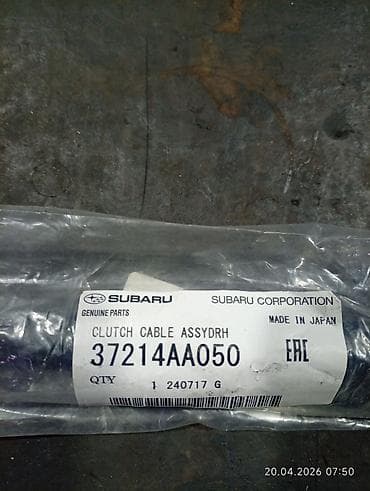 SUBARU SUBARU CORPORATION
GENUINE PARTS MADE IN JAPAN
CLUTCH CABLE ASSYDRH
37214AA050 EAC
QTY 1 240717 G
20.04.2026 07:50